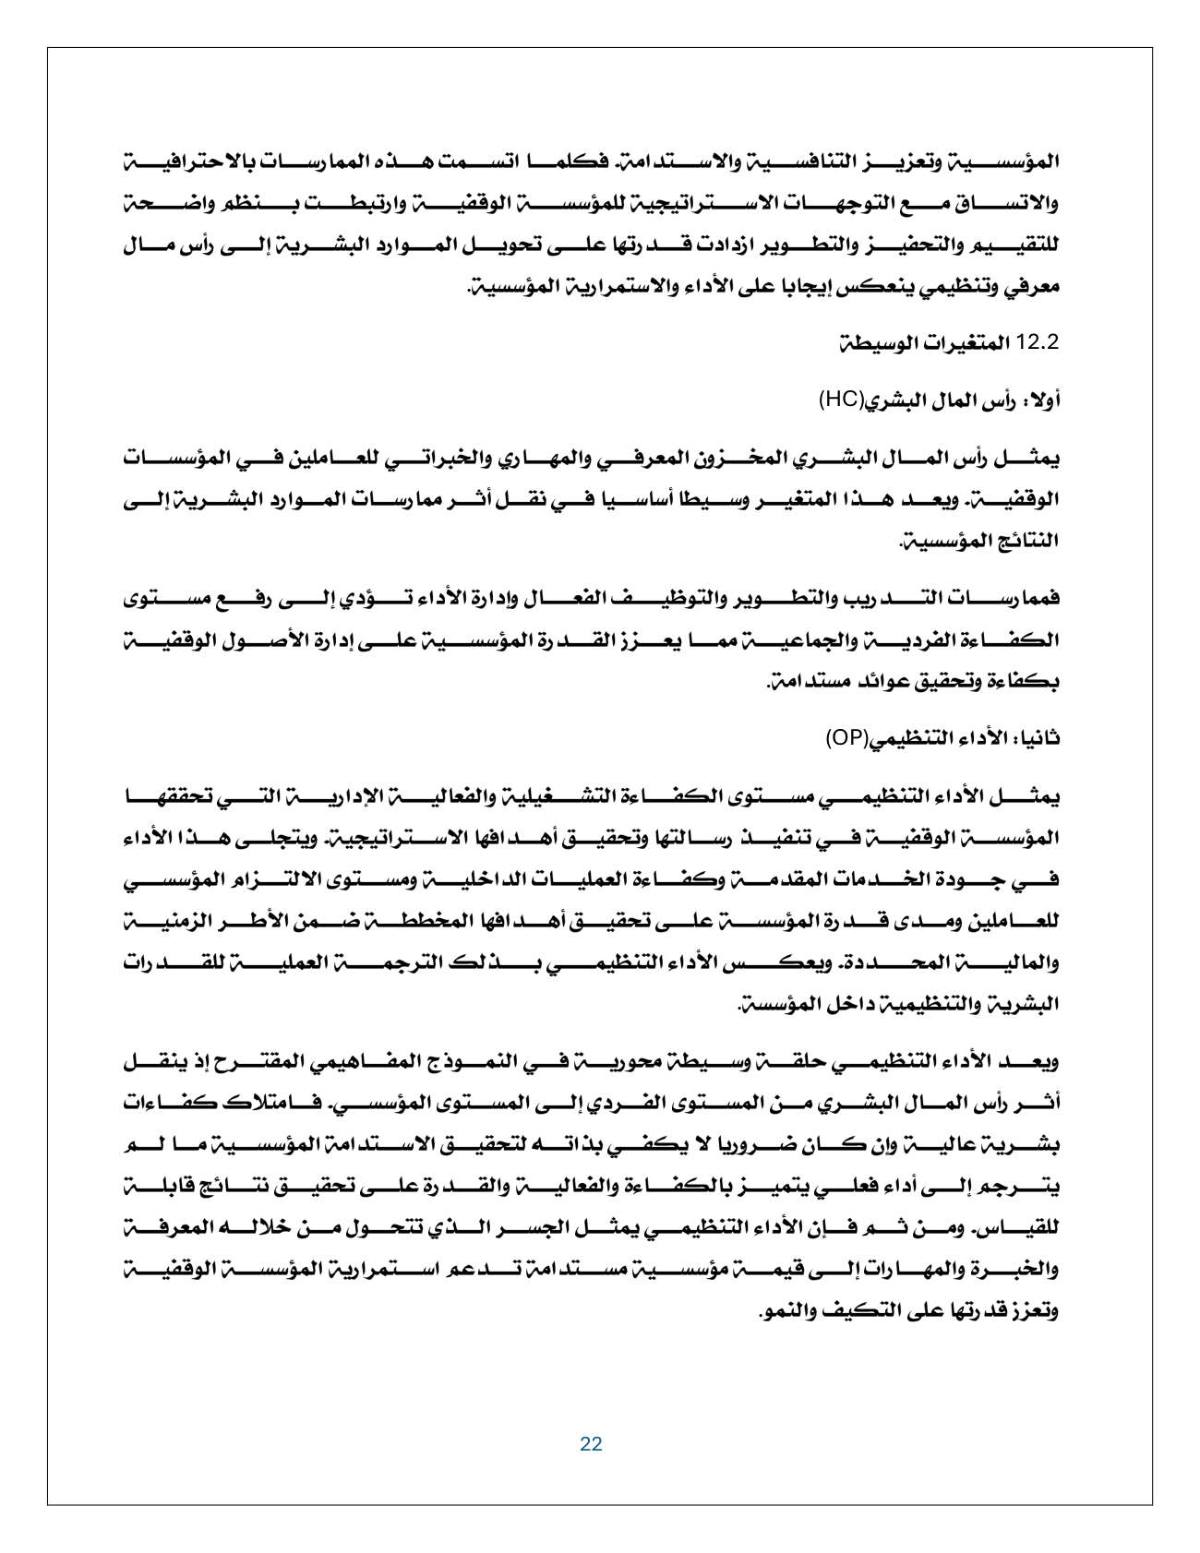 المؤسسية وتعزيز التنافسية والاستدامة. فكلما اتسمت هذه الممارسات بالاحترافية
والاتساق مع التوجهات الاستراتيجية للمؤسسة الوقفية وارتبطت بنظم واضحة
للتقييم والتحفيز والتطوير ازدادت قدرتها على تحويل الموارد البشرية إلى رأس مال
معرفي وتنظيمي ينعكس إيجابا على الأداء والاستمرارية المؤسسية.
12.2 المتغيرات الوسيطة
أولا: رأس المال البشري(HC)
يمثل رأس المال البشري المخزون المعرفي والمهاري والخبراتي للعاملين في المؤسسات
الوقفية. ويعد هذا المتغير وسيطا أساسيا في نقل أثر ممارسات الموارد البشرية إلى
النتائج المؤسسية.
فممارسات التدريب والتطوير والتوظيف الفعال وإدارة الأداء تؤدي إلى رفع مستوى
الكفاءة الفردية والجماعية مما يعزز القدرة المؤسسية على إدارة الأصول الوقفية
بكفاءة وتحقيق عوائد مستدامة.
ثانيا: الأداء التنظيمي(OP)
يمثل الأداء التنظيمي مستوى الكفاءة التشغيلية والفعالية الإدارية التي تحققها
المؤسسة الوقفية في تنفيذ رسالتها وتحقيق أهدافها الاستراتيجية. ويتجلى هذا الأداء
في جودة الخدمات المقدمة وكفاءة العمليات الداخلية ومستوى الالتزام المؤسسي
للعاملين ومدى قدرة المؤسسة على تحقيق أهدافها المخططة ضمن الأطر الزمنية
والمالية المحددة. ويعكس الأداء التنظيمي بذلك الترجمة العملية للقدرات
البشرية والتنظيمية داخل المؤسسة.
ويعد الأداء التنظيمي حلقة وسيطة محورية في النموذج المفاهيمي المقترح إذ ينقل
أثر رأس المال البشري من المستوى الفردي إلى المستوى المؤسسي. فامتلاك كفاءات
بشرية عالية وان كان ضروريا لا يكفي بذاته لتحقيق الاستدامة المؤسسية ما لم
يترجم إلى أداء فعلي يتميز بالكفاءة والفعالية والقدرة على تحقيق نتائج قابلة
للقياس. ومن ثم فإن الأداء التنظيمي يمثل الجسر الذي تتحول من خلاله المعرفة
والخبرة والمهارات إلى قيمة مؤسسية مستدامة تدعم استمرارية المؤسسة الوقفية
وتعزز قدرتها على التكيف والنمو.
22